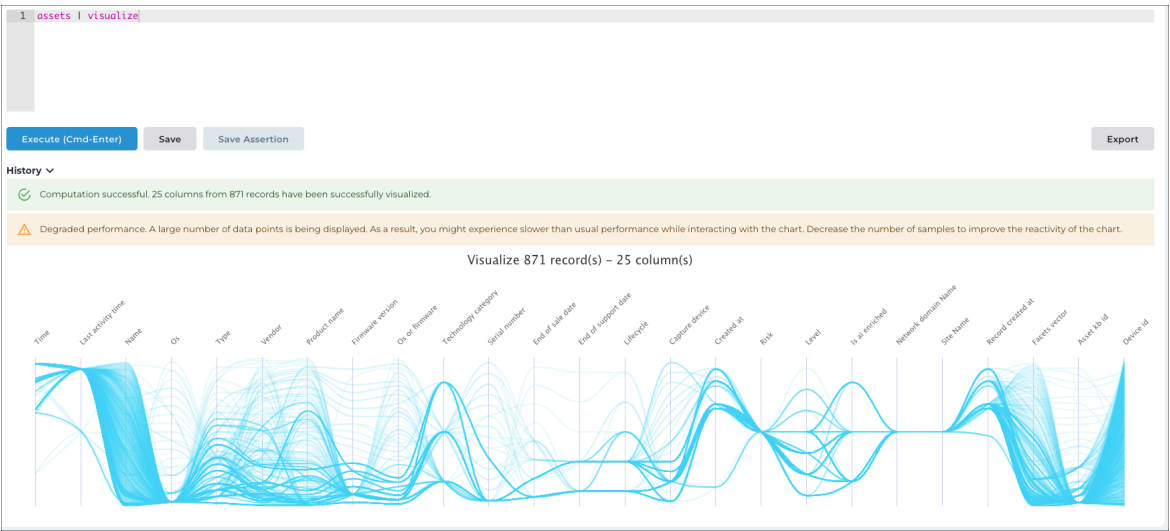 1 assets | visualize
Execute (Cmd-Enter) Save Save Assertion Export
History
Computation successful. 25 columns from 871 records have been successfully visualized.
Degraded performance. A large number of data points is being displayed. As a result, you might experience slower than usual performance while interacting with the chart. Decrease the number of samples to improve the reactivity of the chart.
Visualize 871 record(s) – 25 column(s)
Time
Last activity time
Name
Os
Type
Vendor
Product name
Firmware version
Os or firmware
Technology category
Serial number
End of sale date
End of support date
Lifecycle
Capture device
Created at
Risk
Level
Is ai enriched
Network domain Name
Site Name
Record created at
Facets vector
Asset kb id
Device id